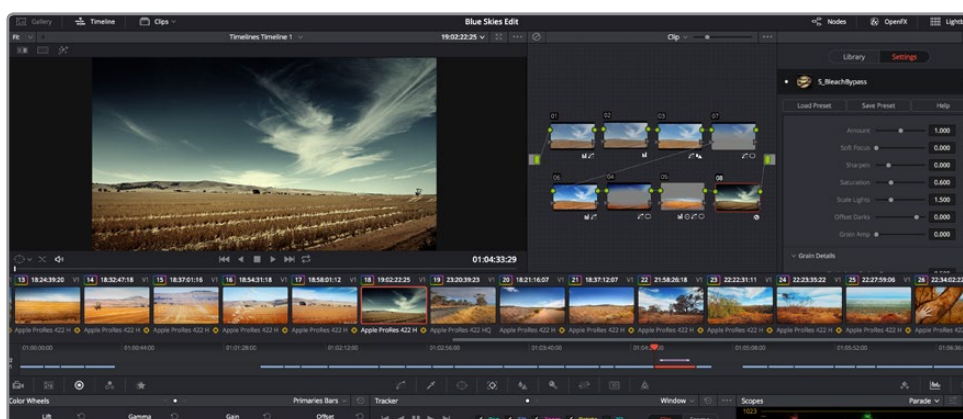 Gallery Timeline Clips Blue Skies Edit Nodes OpenFX Lightb
Fit Timelines Timeline 1 19:02:22:25 Clip
Library Settings
S_BleachBypass
Load Preset Save Preset Help
01 02 03 07
Amount 1.000
Soft Focus 0.000
Sharpen 0.000
06 04 05 08
Saturation 0.600
Scale Lights 1.500
Offset Darks 0.000
Grain Amp 0.000
Grain Details
01:04:33:29
13 18:24:39:20 V1 14 18:32:47:18 V1 15 18:37:01:16 V1 16 18:54:31:18 V1 17 18:58:01:12 V1 18 19:02:22:25 V1 19 23:20:39:23 V1 20 18:21:16:07 V1 21 18:37:12:07 V1 22 21:58:26:18 V1 23 22:22:31:11 V1 24 22:23:35:22 V1 25 22:27:59:06 V1 26 22:34:02:22
Apple ProRes 422 H Apple ProRes 422 H Apple ProRes 422 H Apple ProRes 422 H Apple ProRes 422 H Apple ProRes 422 H Apple ProRes 422 HQ Apple ProRes 422 H Apple ProRes 422 H Apple ProRes 422 H Apple ProRes 422 H Apple ProRes 422 H Apple ProRes 422 H Apple ProRes 422 H
01:00:00:00 01:00:44:00 01:01:28:00 01:02:12:00 01:02:56:00 01:03:40:00 01:05:08:00 01:05:52:00 01:06:36:
Color Wheels Primaries Bars Tracker Window Scopes Parade
Lift Gamma Gain Offset 1023